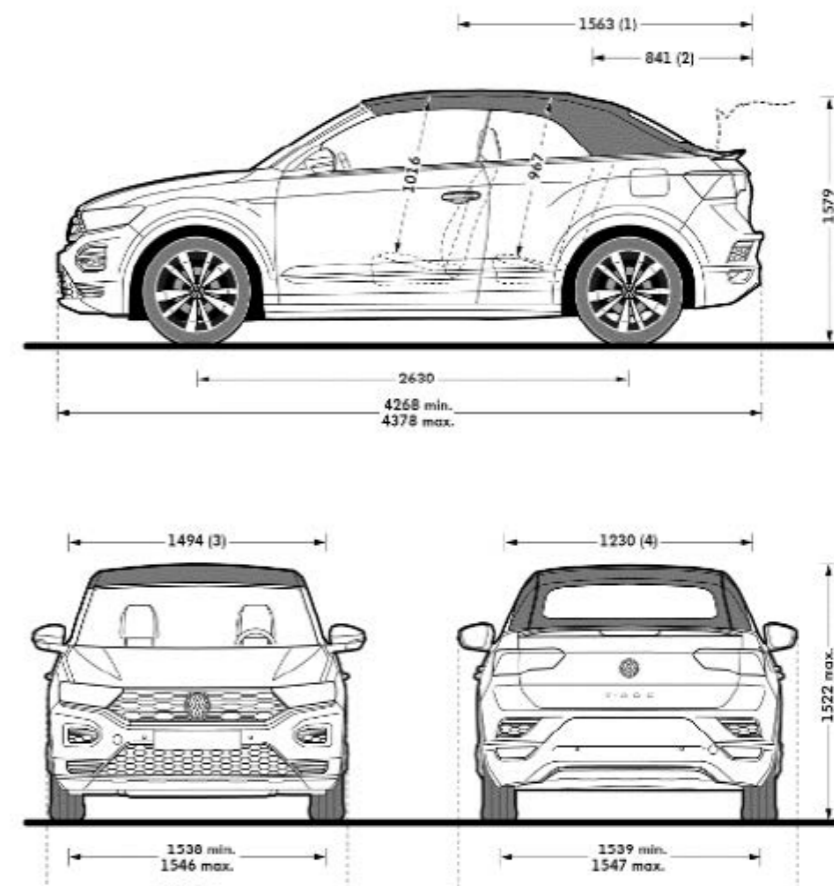 1563 (1)
841 (2)
1016
967
1579
2630
4268 min.
4378 max.
1494 (3)
1230 (4)
1522 max.
T-ROC
1538 min.
1546 max.
1539 min.
1547 max.